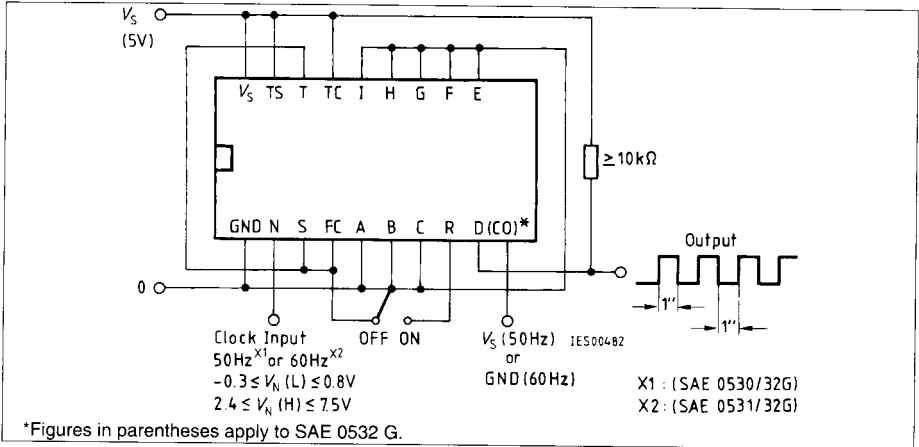 V_S
(5V)
V_S TS T TC I H G F E
≥10kΩ
GND N S FC A B C R D(CO)*
Output
0
1" 1"
Clock Input
50Hz^X1 or 60Hz^X2
-0.3 ≤ V_N (L) ≤ 0.8V
2.4 ≤ V_N (H) ≤ 7.5V
OFF ON
V_S (50Hz)
or
GND (60Hz)
IES00482
X1 : (SAE 0530/32G)
X2 : (SAE 0531/32G)
*Figures in parentheses apply to SAE 0532 G.